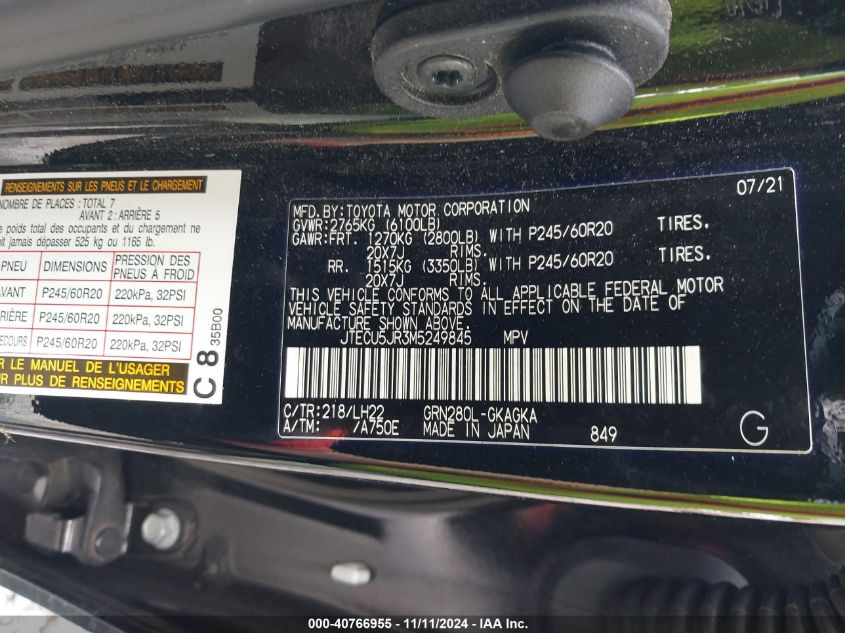 RENSEIGNEMENTS SUR LES PNEUS ET LE CHARGEMENT
NOMBRE DE PLACES : TOTAL 7
AVANT 2 : ARRIÈRE 5
poids total des occupants et du chargement ne
jamais dépasser 525 kg ou 1165 lb.
PNEU DIMENSIONS PRESSION DES PNEUS À FROID
AVANT P245/60R20 220kPa, 32PSI
P245/60R20 220kPa, 32PSI
P245/60R20 220kPa, 32PSI
LE MANUEL DE L'USAGER
PLUS DE RENSEIGNEMENTS
C 8 35B00
07/21
MFD.BY:TOYOTA MOTOR CORPORATION
GVWR:2765KG (6100LB)
GAWR:FRT. 1270KG (2800LB) WITH P245/60R20 TIRES.
20X7J RIMS.
RR. 1515KG (3350LB) WITH P245/60R20 TIRES.
20X7J RIMS.
THIS VEHICLE CONFORMS TO ALL APPLICABLE FEDERAL MOTOR
VEHICLE SAFETY STANDARDS IN EFFECT ON THE DATE OF
MANUFACTURE SHOWN ABOVE.
JTECU5JR3M5249845 MPV
C/TR:218/LH22 GRN280L-GKAGKA
A/TM: /A750E MADE IN JAPAN 849
G
000-40766955 - 11/11/2024 - IAAI Inc.